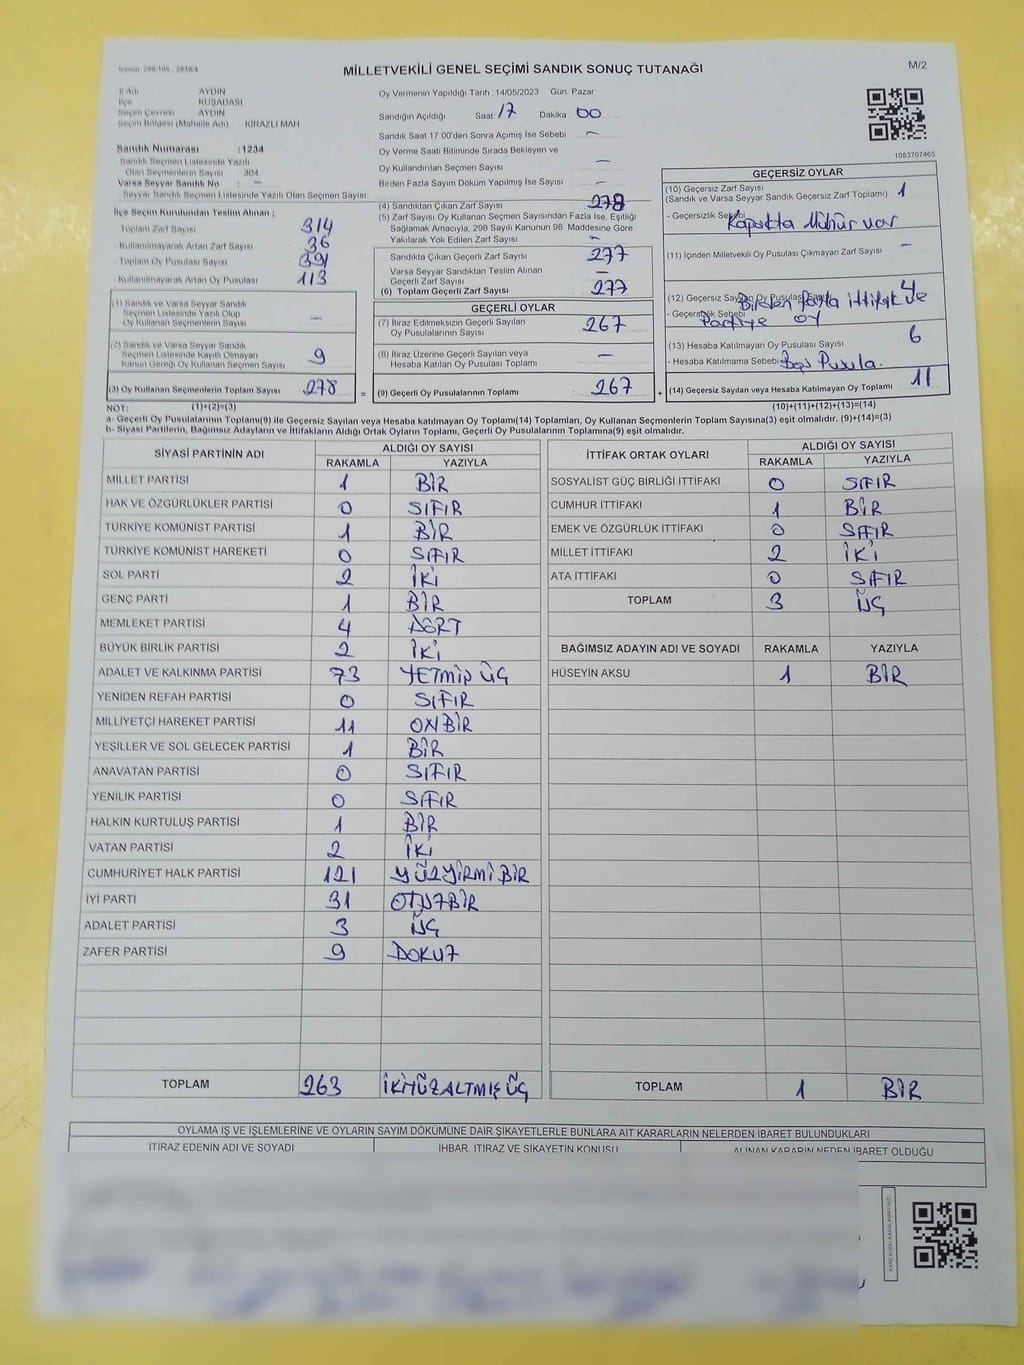 Kanun 298/105 - 2839/4
MİLLETVEKİLİ GENEL SEÇİMİ SANDIK SONUÇ TUTANAĞI
M/2
İl Adı AYDIN
İlçe KUŞADASI
Seçim Çevresi AYDIN
Seçim Bölgesi (Mahalle Adı) KİRAZLI MAH
Sandık Numarası :1234
Sandık Seçmen Listesinde Yazılı
Olan Seçmenlerin Sayısı 304
Varsa Seyyar Sandık No : –
- Seyyar Sandık Seçmen Listesinde Yazılı Olan Seçmen Sayısı
İlçe Seçim Kurulundan Teslim Alınan ;
Toplam Zarf Sayısı 314
- Kullanılmayarak Artan Zarf Sayısı 36
Toplam Oy Pusulası Sayısı 391
- Kullanılmayarak Artan Oy Pusulası 113
(1) Sandık ve Varsa Seyyar Sandık
Seçmen Listesinde Yazılı Olup
Oy Kullanan Seçmenlerin Sayısı –
(2) Sandık ve Varsa Seyyar Sandık
Seçmen Listesinde Kayıtlı Olmayan
Kanun Gereği Oy Kullanan Seçmen Sayısı 9
(3) Oy Kullanan Seçmenlerin Toplam Sayısı 278 =
Oy Vermenin Yapıldığı Tarih :14/05/2023 Gün: Pazar
Sandığın Açıldığı Saat 17 Dakika 00
Sandık Saat 17 00'den Sonra Açımış İse Sebebi –
Oy Verme Saati Bitiminde Sırada Bekleyen ve
Oy Kullandırılan Seçmen Sayısı –
Birden Fazla Sayım Döküm Yapılmış İse Sayısı –
(4) Sandıktan Çıkan Zarf Sayısı 278
(5) Zarf Sayısı Oy Kullanan Seçmen Sayısından Fazla İse, Eşitliği
Sağlamak Amacıyla, 298 Sayılı Kanunun 98 Maddesine Göre
Yakılarak Yok Edilen Zarf Sayısı –
Sandıkta Çıkan Geçerli Zarf Sayısı 277
Varsa Seyyar Sandıktan Teslim Alınan
Geçerli Zarf Sayısı –
(6) Toplam Geçerli Zarf Sayısı 277
GEÇERLİ OYLAR
(7) İtiraz Edilmeksizin Geçerli Sayılan
Oy Pusulalarının Sayısı 267
(8) İtiraz Üzerine Geçerli Sayılan veya
Hesaba Katılan Oy Pusulası Toplamı –
(9) Geçerli Oy Pusulalarının Toplamı 267 +
1083707465
GEÇERSİZ OYLAR
(10) Geçersiz Zarf Sayısı 1
(Sandık ve Varsa Seyyar Sandık Geçersiz Zarf Toplamı)
- Geçersizlik Sebebi Kapakta Mühür var
(11) İçinden Milletvekili Oy Pusulası Çıkmayan Zarf Sayısı –
(12) Geçersiz Sayılan Oy Pusulası Sayısı 4
- Geçersizlik Sebebi Birden fazla ittifak ve
Partiye oy
(13) Hesaba Katılmayan Oy Pusulası Sayısı 6
- Hesaba Katılmama Sebebi Boş Pusula.
(14) Geçersiz Sayılan veya Hesaba Katılmayan Oy Toplamı 11
NOT: (1)+(2)=(3) (10)+(11)+(12)+(13)=(14)
a- Geçerli Oy Pusulalarının Toplamı(9) ile Geçersiz Sayılan veya Hesaba katılmayan Oy Toplamı(14) Toplamları, Oy Kullanan Seçmenlerin Toplam Sayısına(3) eşit olmalıdır. (9)+(14)=(3)
b- Siyasi Partilerin, Bağımsız Adayların ve İttifakların Aldığı Ortak Oyların Toplamı, Geçerli Oy Pusulalarının Toplamına(9) eşit olmalıdır.
SİYASİ PARTİNİN ADI ALDIĞI OY SAYISI
RAKAMLA YAZIYLA
MİLLET PARTİSİ 1 BİR
HAK VE ÖZGÜRLÜKLER PARTİSİ 0 SIFIR
TÜRKİYE KOMÜNİST PARTİSİ 1 BİR
TÜRKİYE KOMÜNİST HAREKETİ 0 SIFIR
SOL PARTİ 2 İKİ
GENÇ PARTİ 1 BİR
MEMLEKET PARTİSİ 4 DÖRT
BÜYÜK BİRLİK PARTİSİ 2 İKİ
ADALET VE KALKINMA PARTİSİ 73 YETMİŞ ÜÇ
YENİDEN REFAH PARTİSİ 0 SIFIR
MİLLİYETÇİ HAREKET PARTİSİ 11 ONBİR
YEŞİLLER VE SOL GELECEK PARTİSİ 1 BİR
ANAVATAN PARTİSİ 0 SIFIR
YENİLİK PARTİSİ 0 SIFIR
HALKIN KURTULUŞ PARTİSİ 1 BİR
VATAN PARTİSİ 2 İKİ
CUMHURİYET HALK PARTİSİ 121 YÜZYİRMİ BİR
İYİ PARTİ 31 OTUZBİR
ADALET PARTİSİ 3 ÜÇ
ZAFER PARTİSİ 9 DOKUZ
TOPLAM 263 İKİYÜZALTMIŞ ÜÇ
İTTİFAK ORTAK OYLARI ALDIĞI OY SAYISI
RAKAMLA YAZIYLA
SOSYALİST GÜÇ BİRLİĞİ İTTİFAKI 0 SIFIR
CUMHUR İTTİFAKI 1 BİR
EMEK VE ÖZGÜRLÜK İTTİFAKI 0 SIFIR
MİLLET İTTİFAKI 2 İKİ
ATA İTTİFAKI 0 SIFIR
TOPLAM 3 ÜÇ
BAĞIMSIZ ADAYIN ADI VE SOYADI RAKAMLA YAZIYLA
HÜSEYİN AKSU 1 BİR
TOPLAM 1 BİR
OYLAMA İŞ VE İŞLEMLERİNE VE OYLARIN SAYIM DÖKÜMÜNE DAİR ŞİKAYETLERLE BUNLARA AİT KARARLARIN NELERDEN İBARET BULUNDUKLARI
İTİRAZ EDENİN ADI VE SOYADI İHBAR, İTİRAZ VE ŞİKAYETİN KONUSU ALINAN KARARIN NEDEN İBARET OLDUĞU